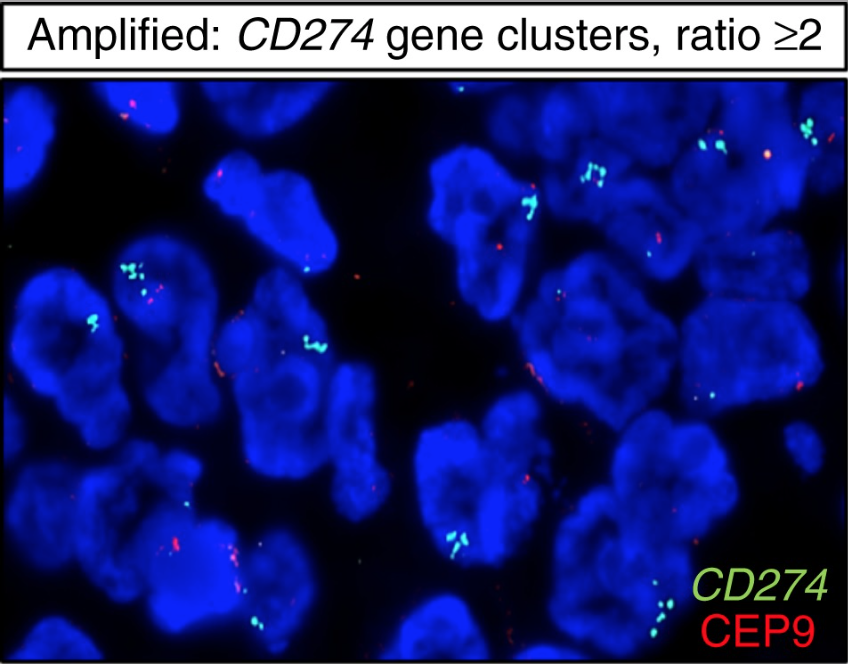 Amplified: CD274 gene clusters, ratio ≥2
CD274
CEP9